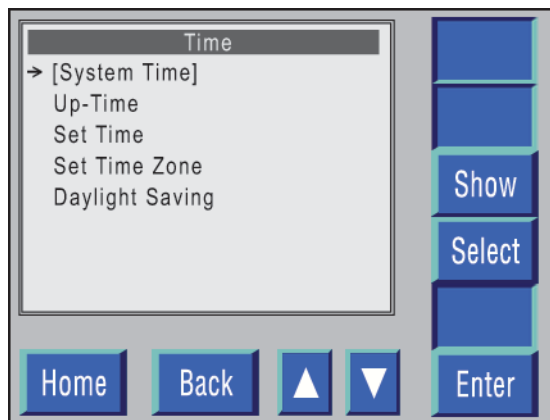 Time
→ [System Time]
Up-Time
Set Time
Set Time Zone
Daylight Saving
Show
Select
Home Back ▲ ▼ Enter